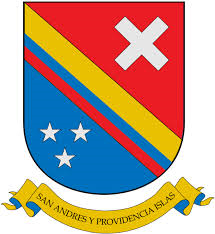 SAN ANDRES Y PROVIDENCIA ISLAS